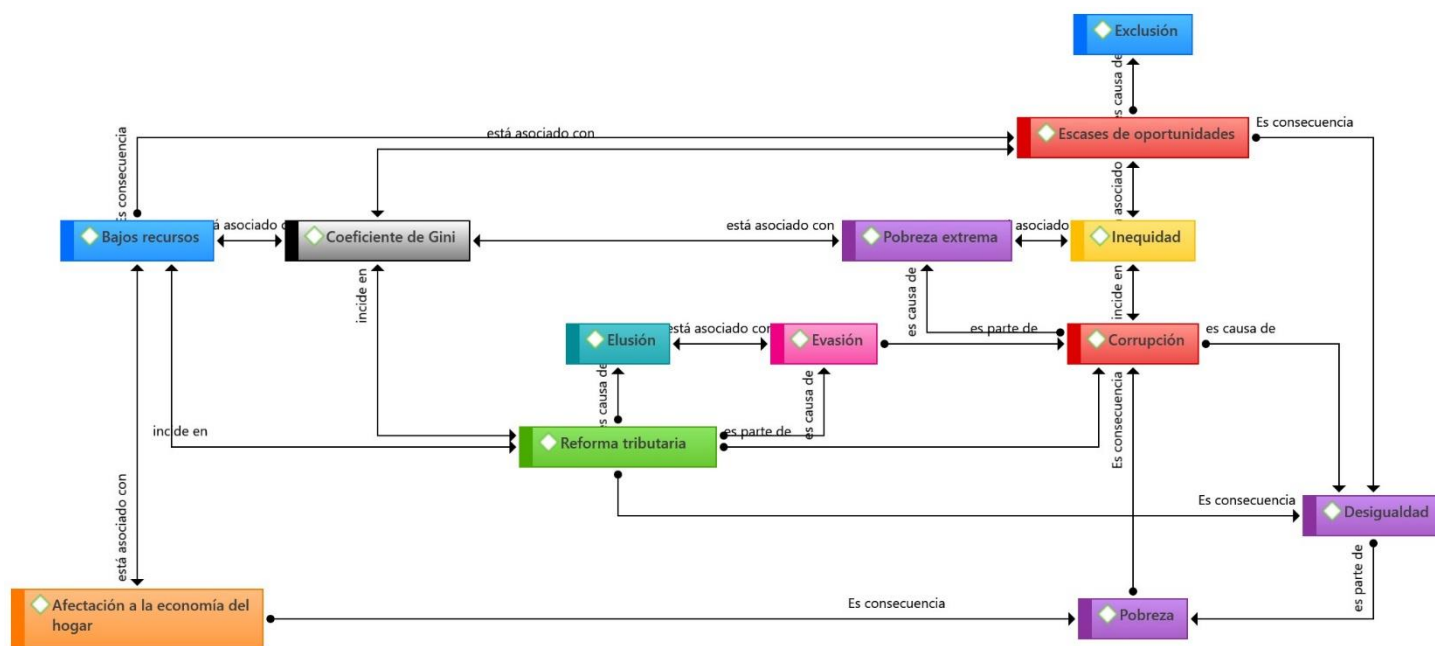 Exclusión
es causa de
Escases de oportunidades
Es consecuencia
está asociado con
Es consecuencia
asociado
Bajos recursos
á asociado c
Coeficiente de Gini
está asociado con
Pobreza extrema
asociado
Inequidad
incide en
es causa de
incide en
Elusión
está asociado con
Evasión
es parte de
Corrupción
es causa de
es causa de
es causa de
Es consecuencia
incide en
Reforma tributaria
es parte de
está asociado con
Es consecuencia
Desigualdad
es parte de
Afectación a la economía del
hogar
Es consecuencia
Pobreza